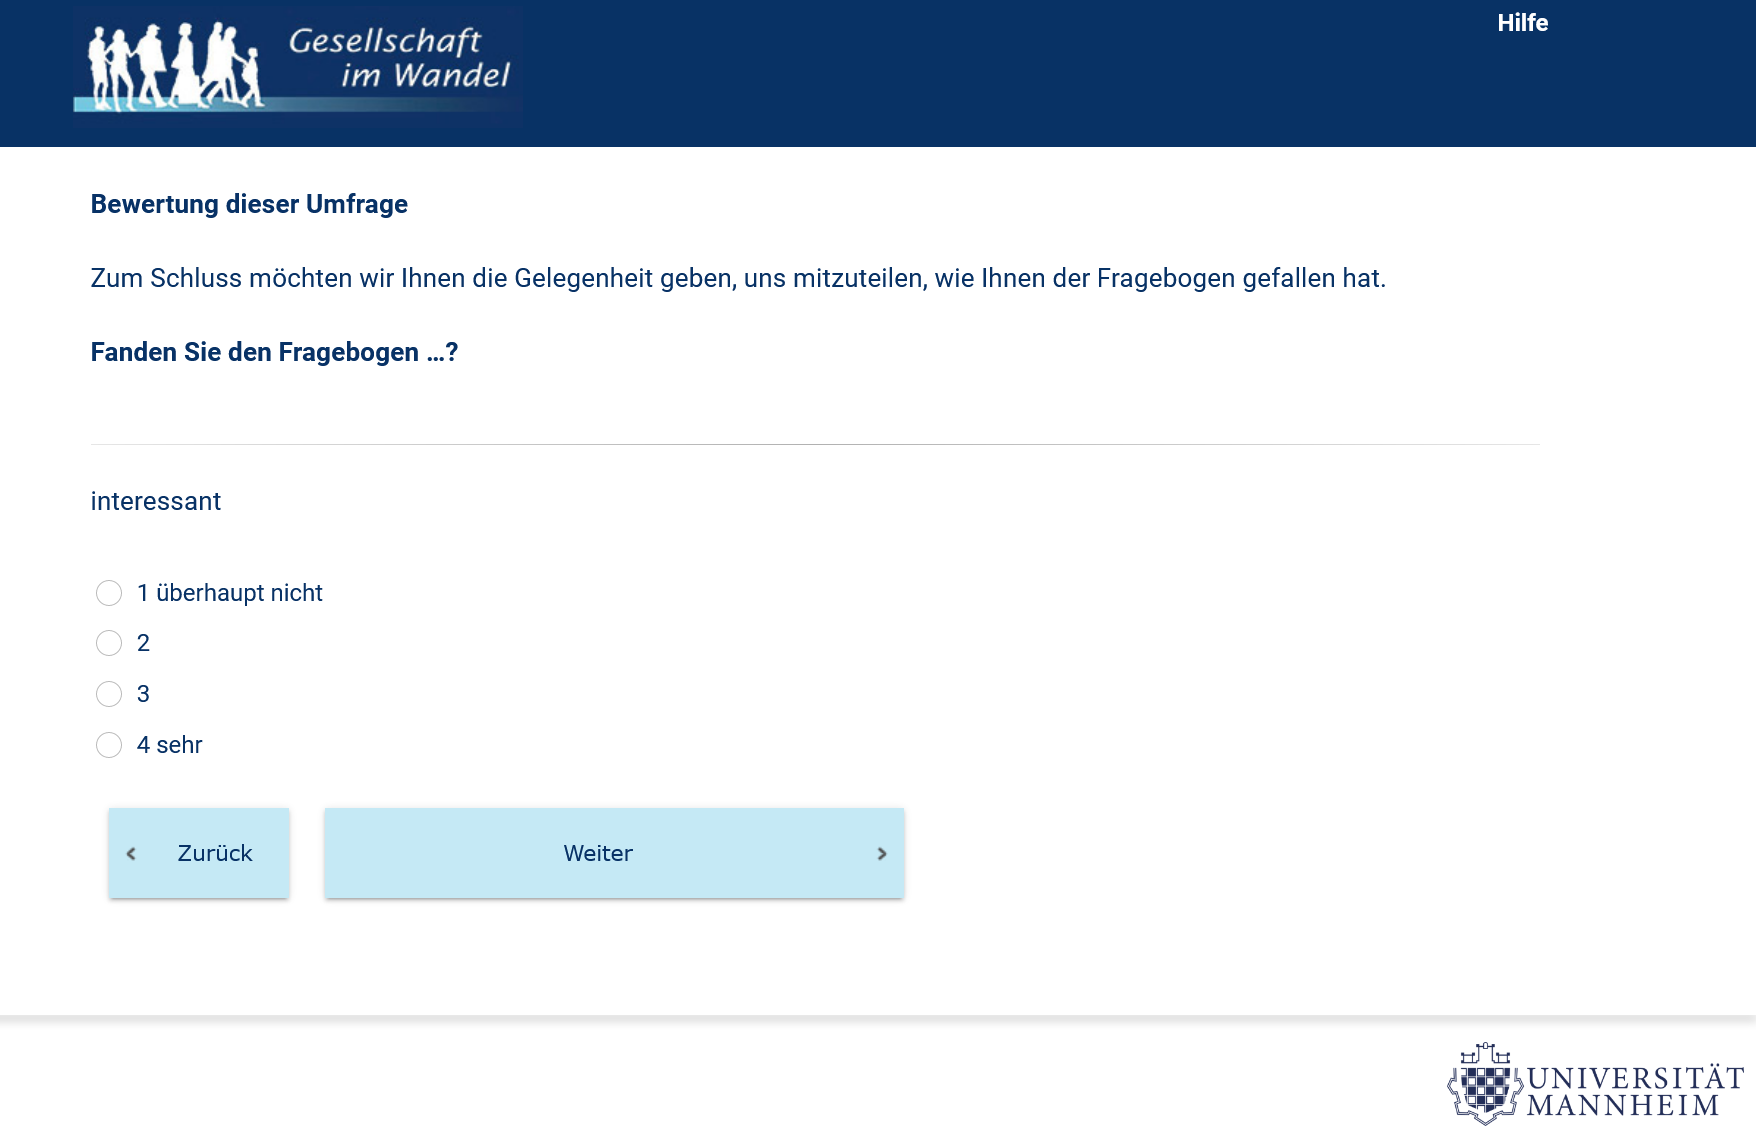 Gesellschaft
im Wandel
Hilfe
Bewertung dieser Umfrage
Zum Schluss möchten wir Ihnen die Gelegenheit geben, uns mitzuteilen, wie Ihnen der Fragebogen gefallen hat.
Fanden Sie den Fragebogen ...?
interessant
1 überhaupt nicht
2
3
4 sehr
Zurück
Weiter
UNIVERSITÄT
MANNHEIM